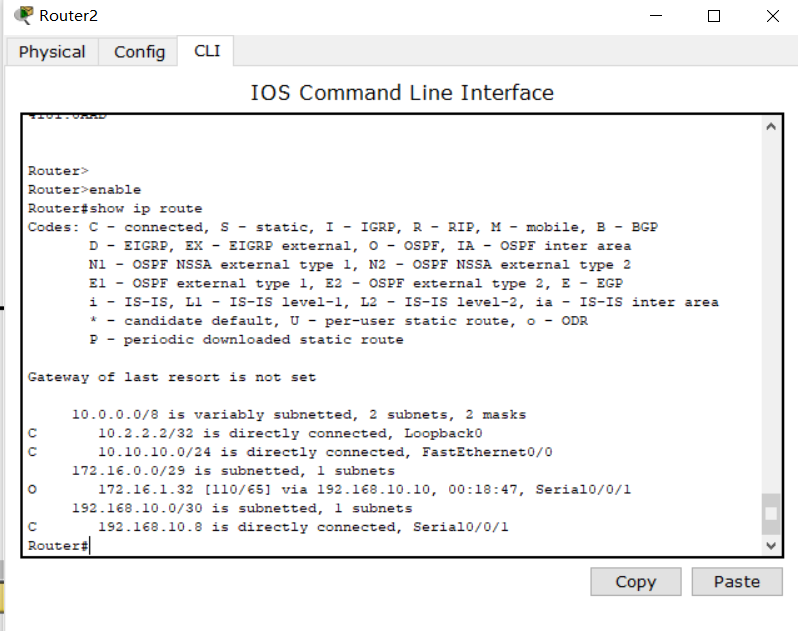 Router2
Physical Config CLI
IOS Command Line Interface
Router>
Router>enable
Router#show ip route
Codes: C - connected, S - static, I - IGRP, R - RIP, M - mobile, B - BGP
       D - EIGRP, EX - EIGRP external, O - OSPF, IA - OSPF inter area
       N1 - OSPF NSSA external type 1, N2 - OSPF NSSA external type 2
       E1 - OSPF external type 1, E2 - OSPF external type 2, E - EGP
       i - IS-IS, L1 - IS-IS level-1, L2 - IS-IS level-2, ia - IS-IS inter area
       * - candidate default, U - per-user static route, o - ODR
       P - periodic downloaded static route
Gateway of last resort is not set
     10.0.0.0/8 is variably subnetted, 2 subnets, 2 masks
C       10.2.2.2/32 is directly connected, Loopback0
C       10.10.10.0/24 is directly connected, FastEthernet0/0
     172.16.0.0/29 is subnetted, 1 subnets
O       172.16.1.32 [110/65] via 192.168.10.10, 00:18:47, Serial0/0/1
     192.168.10.0/30 is subnetted, 1 subnets
C       192.168.10.8 is directly connected, Serial0/0/1
Router#
Copy Paste